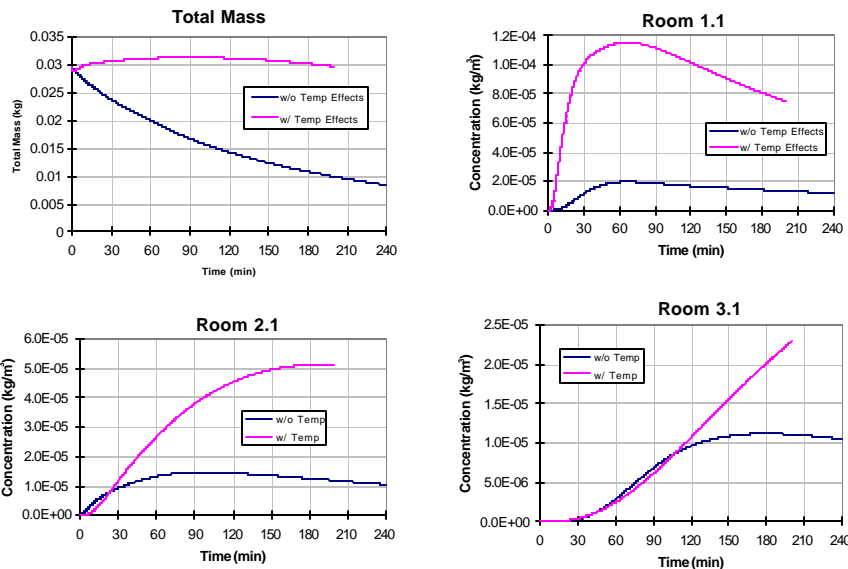 Total Mass
Total Mass (kg)
0.035
0.03
0.025
0.02
0.015
0.01
0.005
0
w/o Temp Effects
w/ Temp Effects
0 30 60 90 120 150 180 210 240
Time (min)
Room 1.1
Concentration (kg/m³)
1.2E-04
1.0E-04
8.0E-05
6.0E-05
4.0E-05
2.0E-05
0.0E+00
w/o Temp Effects
w/ Temp Effects
0 30 60 90 120 150 180 210 240
Time (min)
Room 2.1
Concentration (kg/m³)
6.0E-05
5.0E-05
4.0E-05
3.0E-05
2.0E-05
1.0E-05
0.0E+00
w/o Temp
w/ Temp
0 30 60 90 120 150 180 210 240
Time (min)
Room 3.1
Concentration (kg/m³)
2.5E-05
2.0E-05
1.5E-05
1.0E-05
5.0E-06
0.0E+00
w/o Temp
w/ Temp
0 30 60 90 120 150 180 210 240
Time (min)